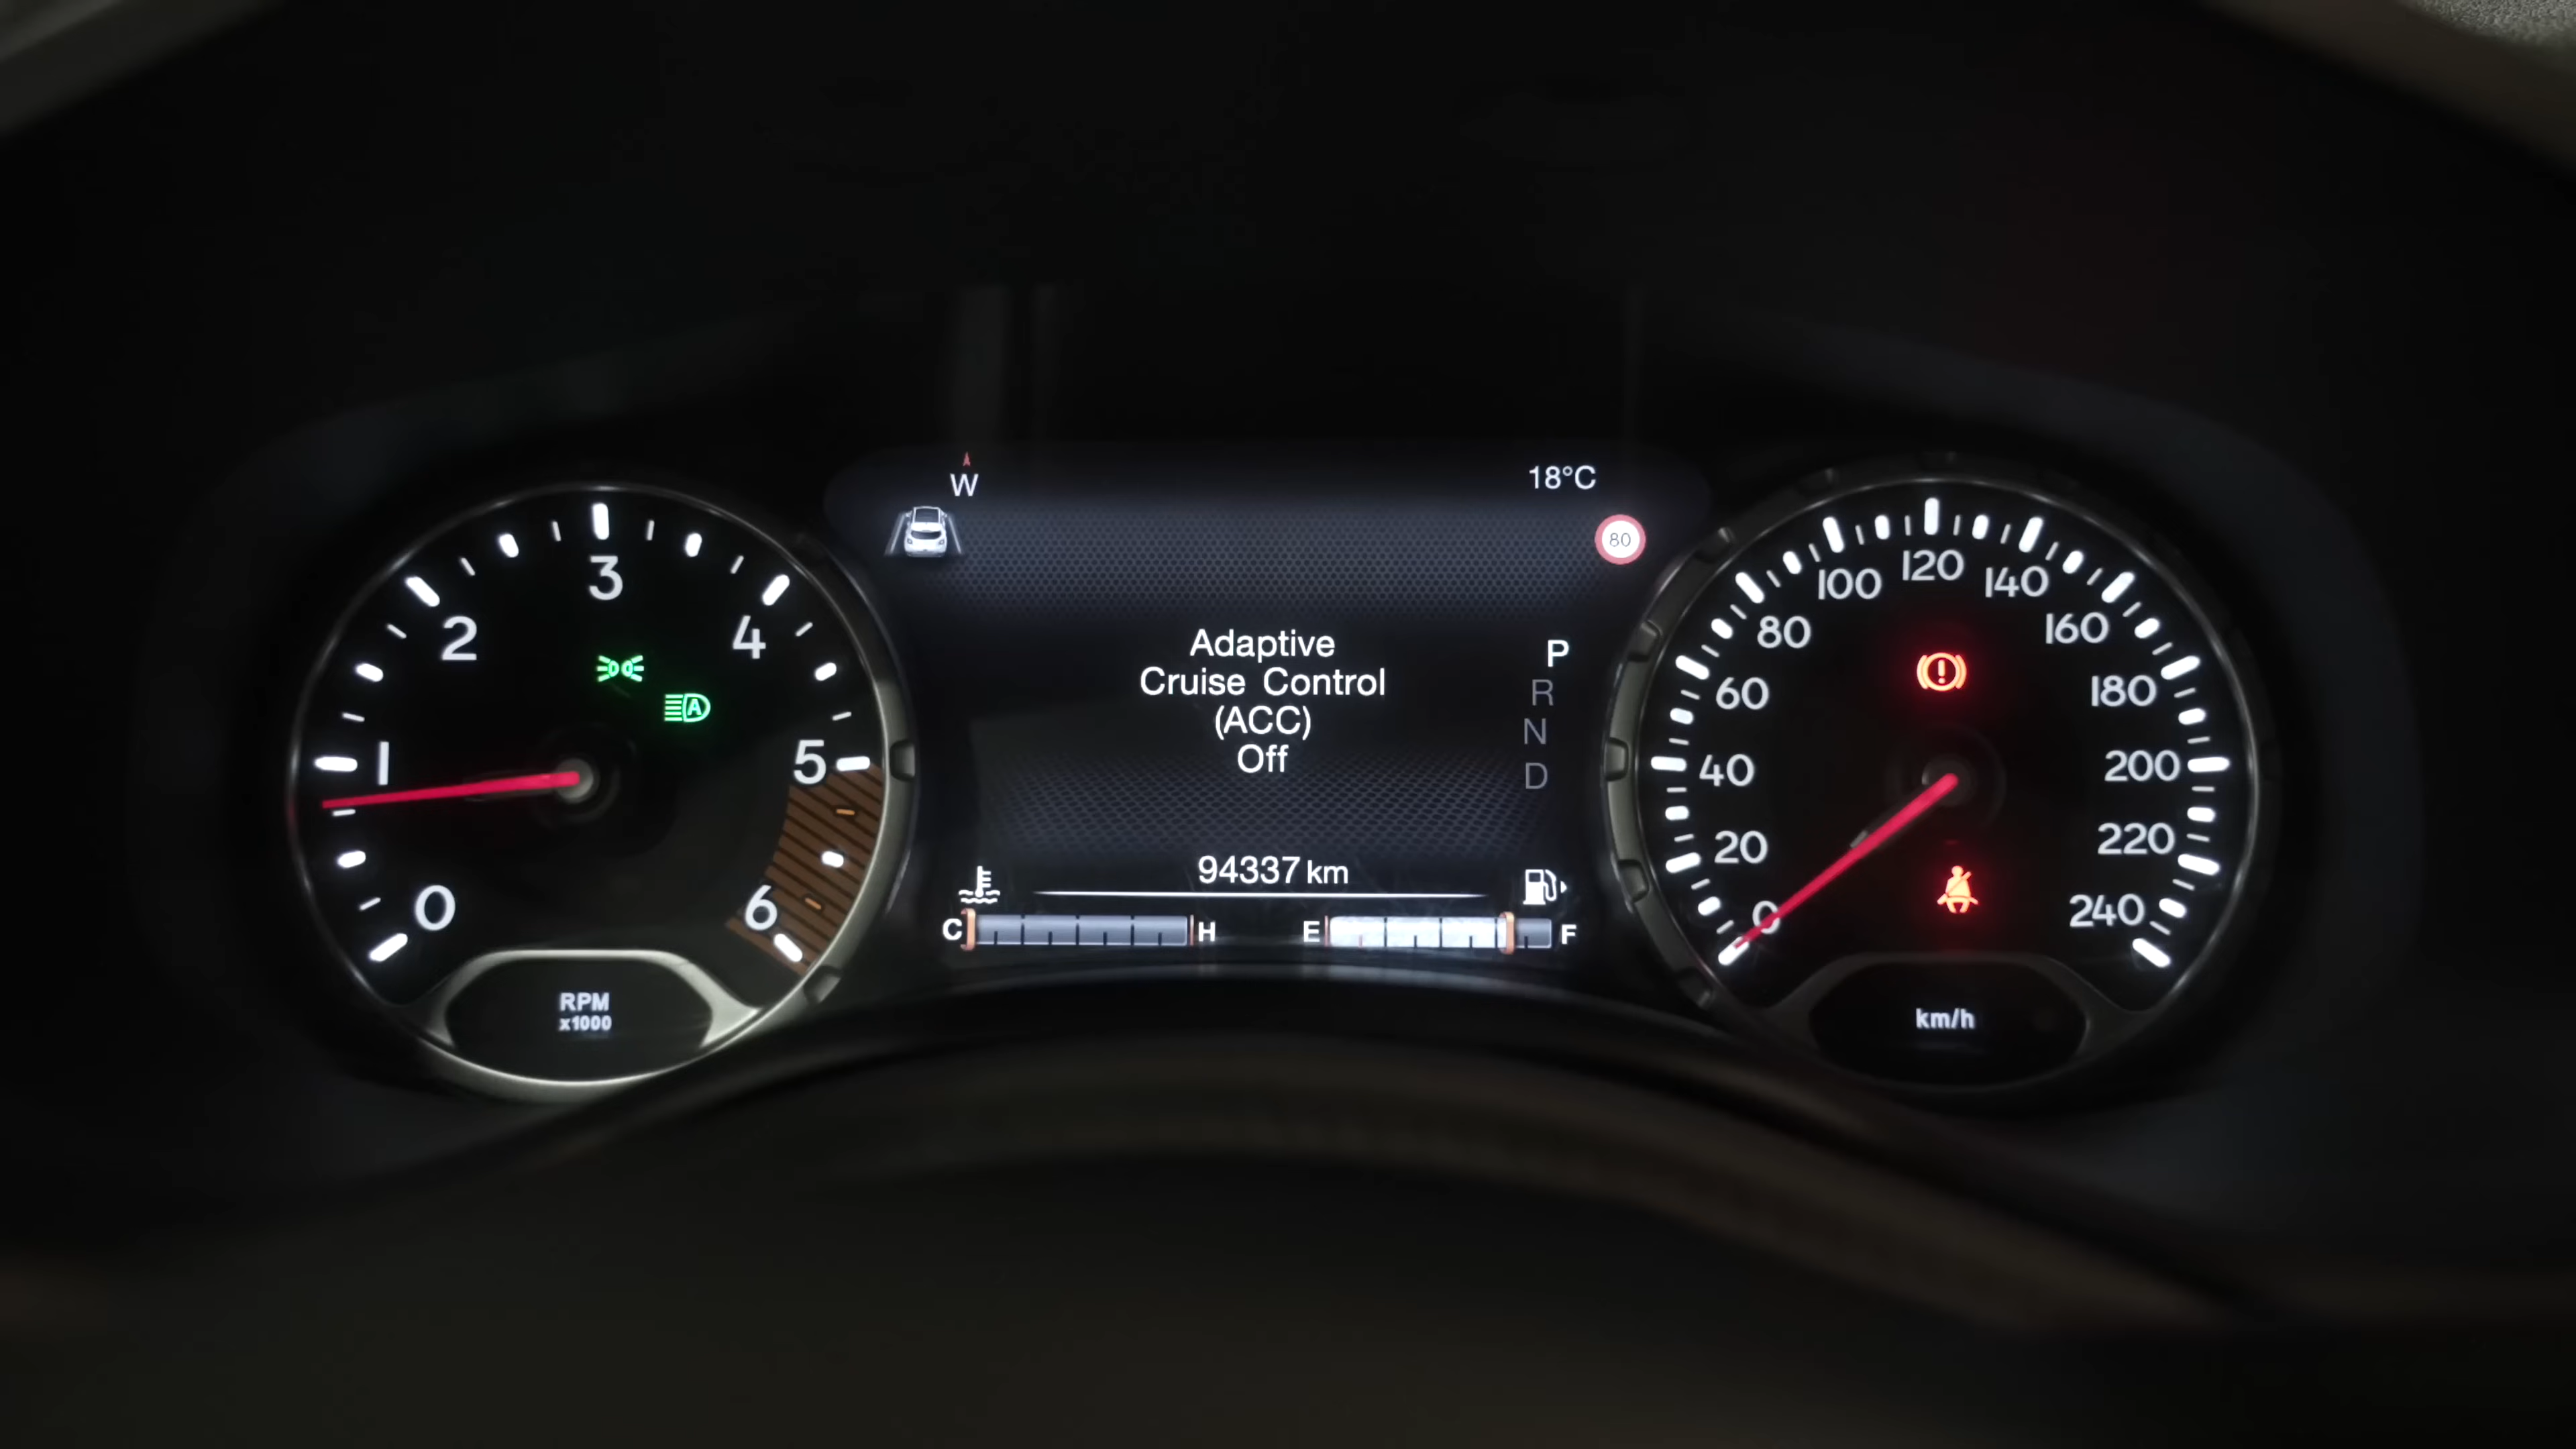 0
1
2
3
4
5
6
RPM
x1000
W
18°C
80
Adaptive
Cruise Control
(ACC)
Off
P
R
N
D
94337 km
C H
E F
0
20
40
60
80
100
120
140
160
180
200
220
240
km/h
A